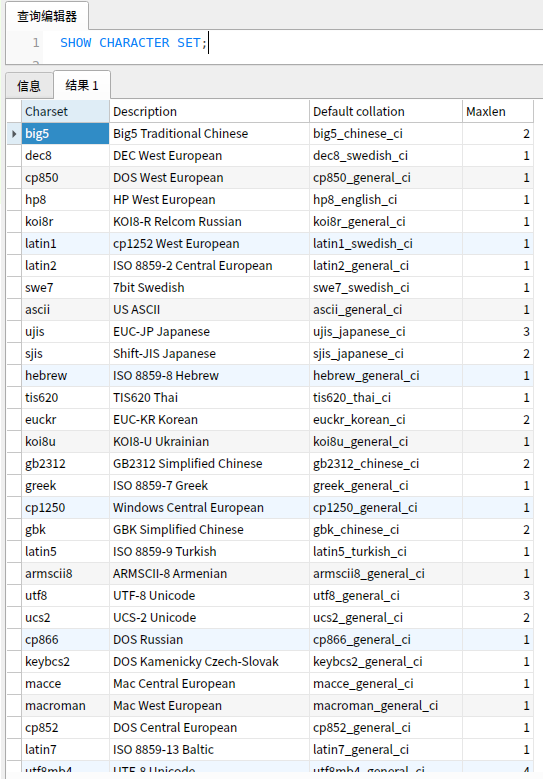 查询编辑器
1 SHOW CHARACTER SET;
信息 结果 1
Charset Description Default collation Maxlen
big5 Big5 Traditional Chinese big5_chinese_ci 2
dec8 DEC West European dec8_swedish_ci 1
cp850 DOS West European cp850_general_ci 1
hp8 HP West European hp8_english_ci 1
koi8r KOI8-R Relcom Russian koi8r_general_ci 1
latin1 cp1252 West European latin1_swedish_ci 1
latin2 ISO 8859-2 Central European latin2_general_ci 1
swe7 7bit Swedish swe7_swedish_ci 1
ascii US ASCII ascii_general_ci 1
ujis EUC-JP Japanese ujis_japanese_ci 3
sjis Shift-JIS Japanese sjis_japanese_ci 2
hebrew ISO 8859-8 Hebrew hebrew_general_ci 1
tis620 TIS620 Thai tis620_thai_ci 1
euckr EUC-KR Korean euckr_korean_ci 2
koi8u KOI8-U Ukrainian koi8u_general_ci 1
gb2312 GB2312 Simplified Chinese gb2312_chinese_ci 2
greek ISO 8859-7 Greek greek_general_ci 1
cp1250 Windows Central European cp1250_general_ci 1
gbk GBK Simplified Chinese gbk_chinese_ci 2
latin5 ISO 8859-9 Turkish latin5_turkish_ci 1
armscii8 ARMSCII-8 Armenian armscii8_general_ci 1
utf8 UTF-8 Unicode utf8_general_ci 3
ucs2 UCS-2 Unicode ucs2_general_ci 2
cp866 DOS Russian cp866_general_ci 1
keybcs2 DOS Kamenicky Czech-Slovak keybcs2_general_ci 1
macce Mac Central European macce_general_ci 1
macroman Mac West European macroman_general_ci 1
cp852 DOS Central European cp852_general_ci 1
latin7 ISO 8859-13 Baltic latin7_general_ci 1
utf8mb4 UTF-8 Unicode utf8mb4_general_ci 4